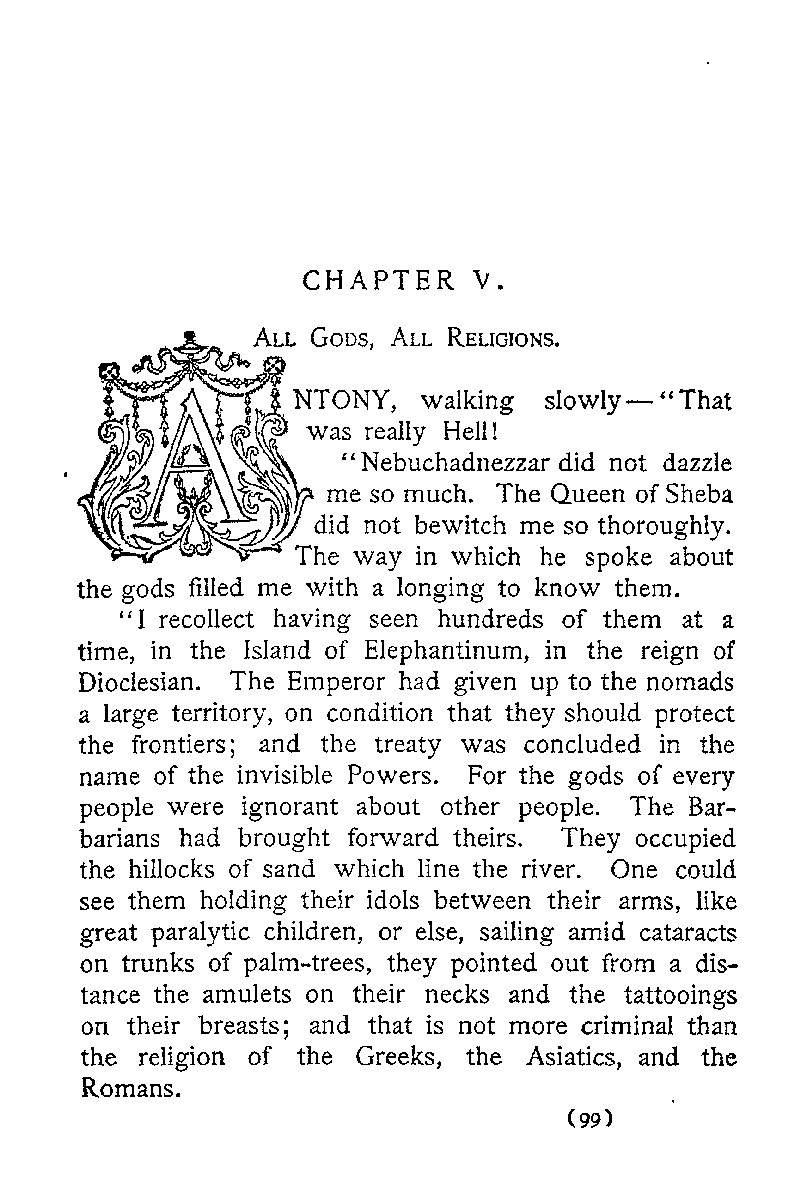 CHAPTER V.
ALL GODS, ALL RELIGIONS.
ANTONY, walking slowly—“That
was really Hell!
“Nebuchadnezzar did not dazzle
me so much. The Queen of Sheba
did not bewitch me so thoroughly.
The way in which he spoke about
the gods filled me with a longing to know them.
“I recollect having seen hundreds of them at a
time, in the Island of Elephantinum, in the reign of
Dioclesian. The Emperor had given up to the nomads
a large territory, on condition that they should protect
the frontiers; and the treaty was concluded in the
name of the invisible Powers. For the gods of every
people were ignorant about other people. The Bar-
barians had brought forward theirs. They occupied
the hillocks of sand which line the river. One could
see them holding their idols between their arms, like
great paralytic children, or else, sailing amid cataracts
on trunks of palm-trees, they pointed out from a dis-
tance the amulets on their necks and the tattooings
on their breasts; and that is not more criminal than
the religion of the Greeks, the Asiatics, and the
Romans.
(99)